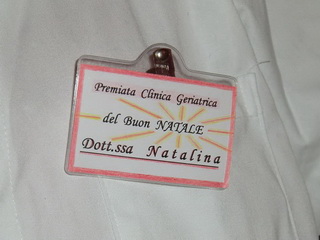 Premiata Clinica Geriatrica
del Buon NATALE
Dott.ssa Natalina